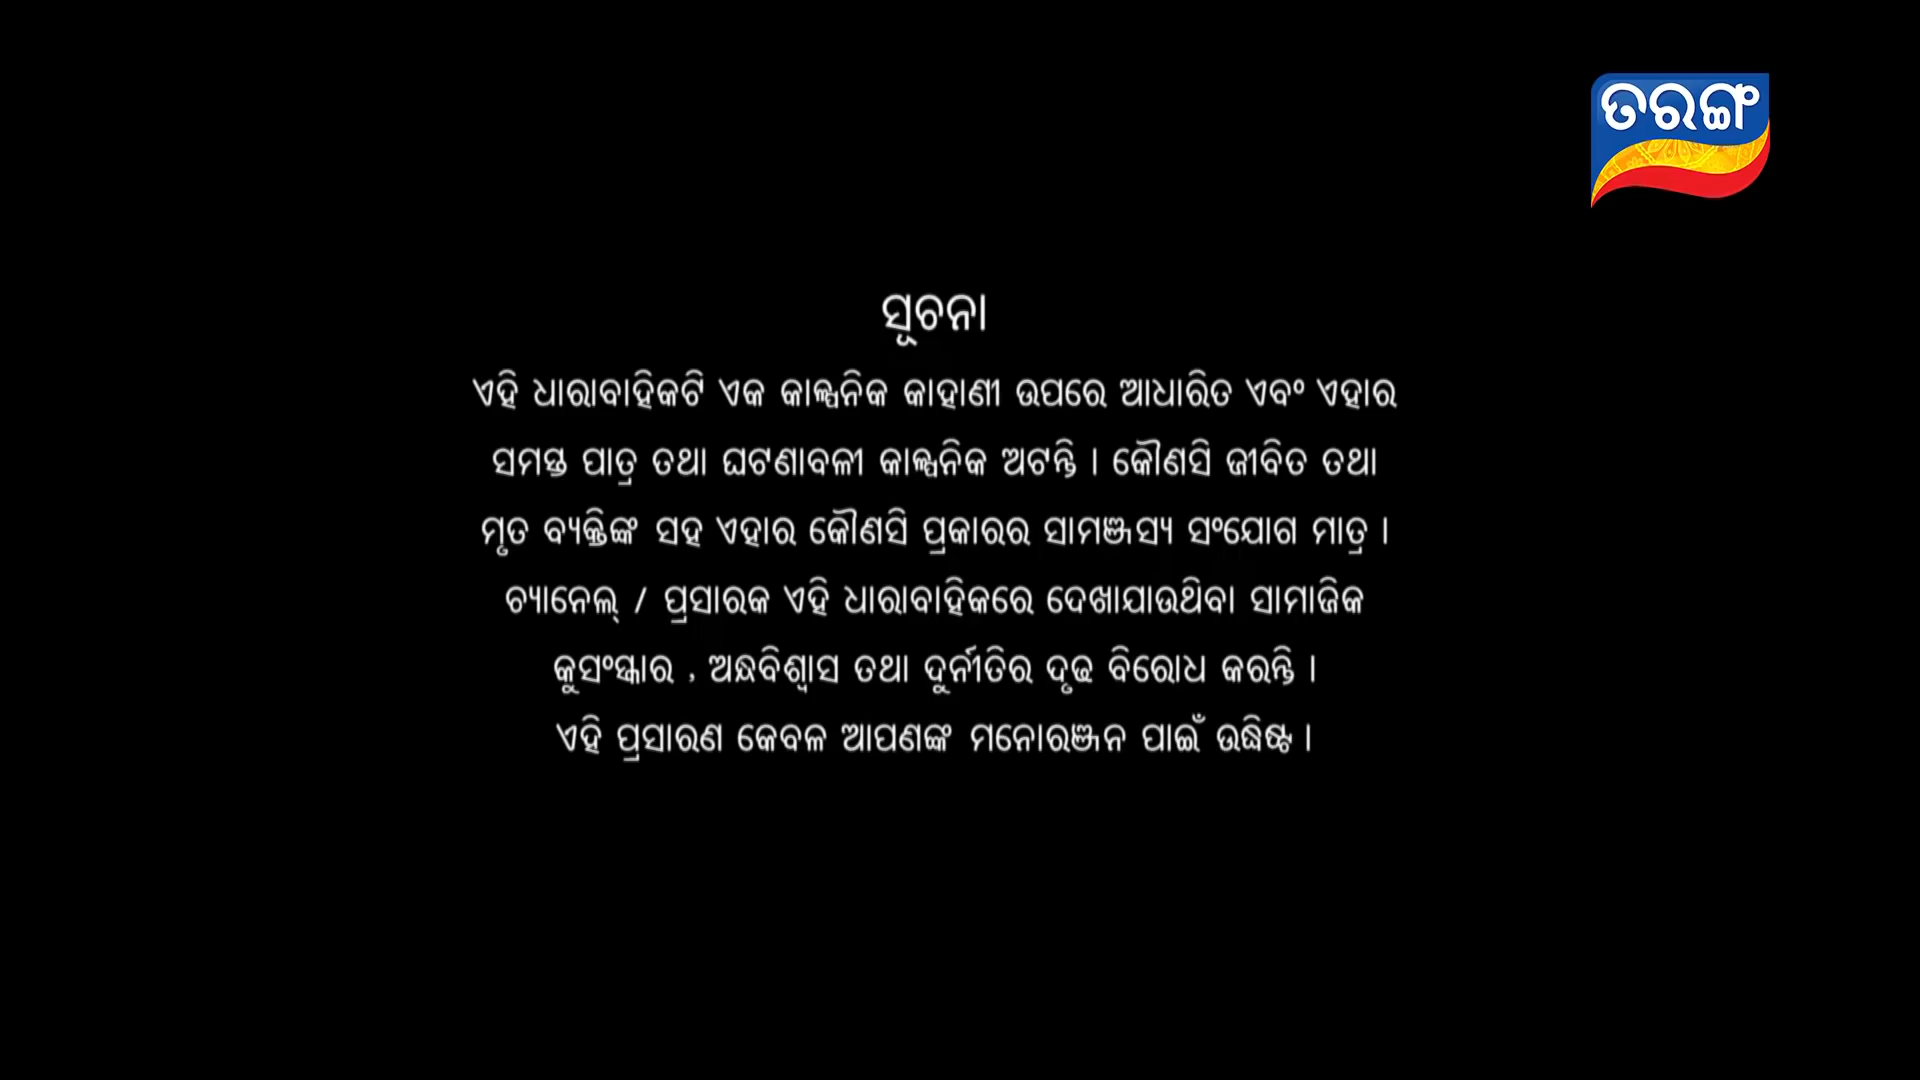 ତରଙ୍ଗ
ସୂଚନା
ଏହି ଧାରାବାହିକଟି ଏକ କାଳ୍ପନିକ କାହାଣୀ ଉପରେ ଆଧାରିତ ଏବଂ ଏହାର
ସମସ୍ତ ପାତ୍ର ତଥା ଘଟଣାବଳୀ କାଳ୍ପନିକ ଅଟନ୍ତି । କୌଣସି ଜୀବିତ ତଥା
ମୃତ ବ୍ୟକ୍ତିଙ୍କ ସହ ଏହାର କୌଣସି ପ୍ରକାରର ସାମଞ୍ଜସ୍ୟ ସଂଯୋଗ ମାତ୍ର ।
ଚ୍ୟାନେଲ୍ / ପ୍ରସାରକ ଏହି ଧାରାବାହିକରେ ଦେଖାଯାଉଥିବା ସାମାଜିକ
କୁସଂସ୍କାର , ଅନ୍ଧବିଶ୍ୱାସ ତଥା ଦୁର୍ନୀତିର ଦୃଢ ବିରୋଧ କରନ୍ତି ।
ଏହି ପ୍ରସାରଣ କେବଳ ଆପଣଙ୍କ ମନୋରଞ୍ଜନ ପାଇଁ ଉଦ୍ଧିଷ୍ଟ ।